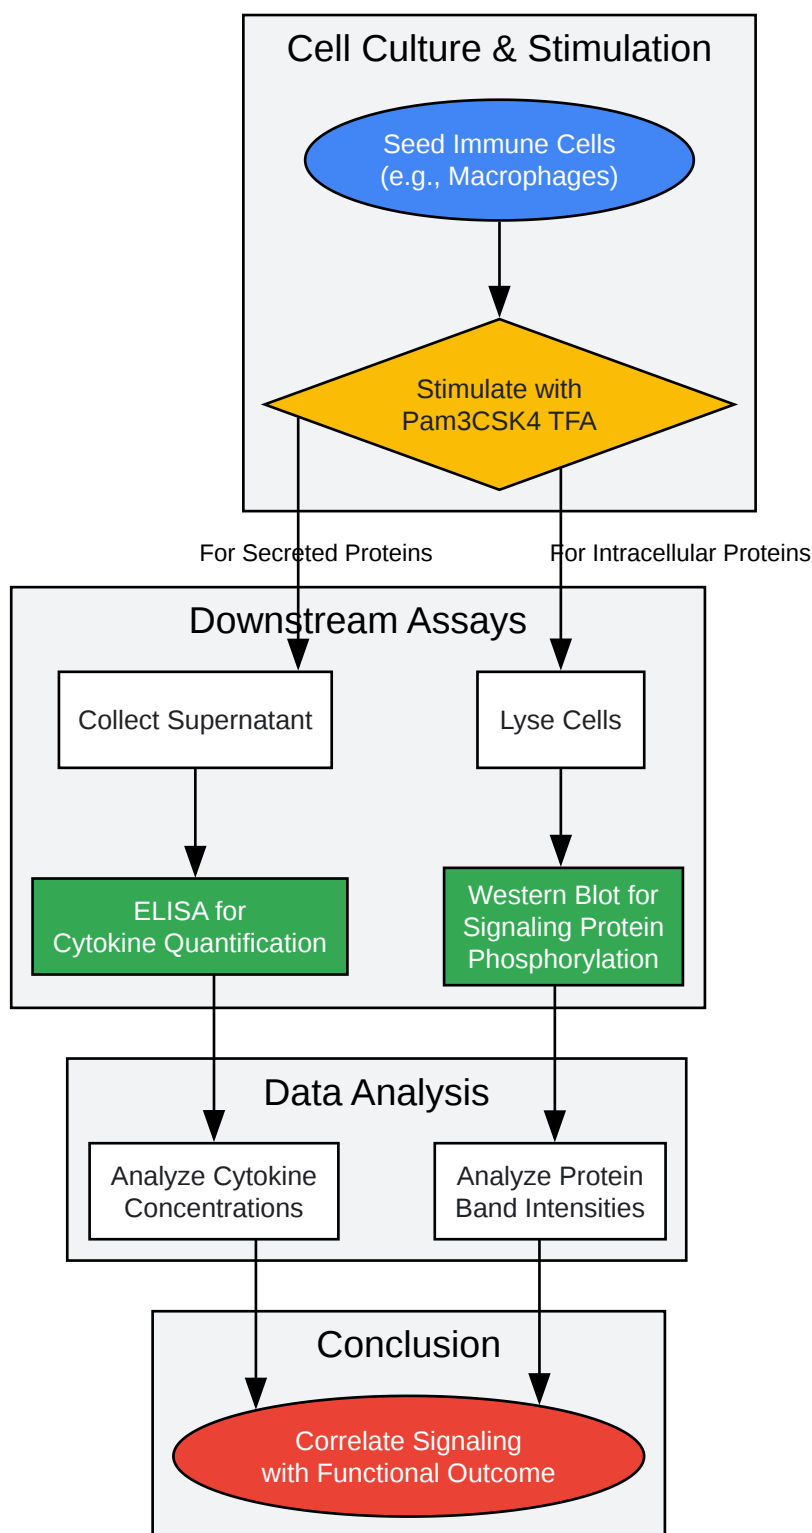 Cell Culture & Stimulation
Seed Immune Cells
(e.g., Macrophages)
Stimulate with
Pam3CSK4 TFA
For Secreted Proteins
For Intracellular Proteins
Downstream Assays
Collect Supernatant
Lyse Cells
ELISA for
Cytokine Quantification
Western Blot for
Signaling Protein
Phosphorylation
Data Analysis
Analyze Cytokine
Concentrations
Analyze Protein
Band Intensities
Conclusion
Correlate Signaling
with Functional Outcome